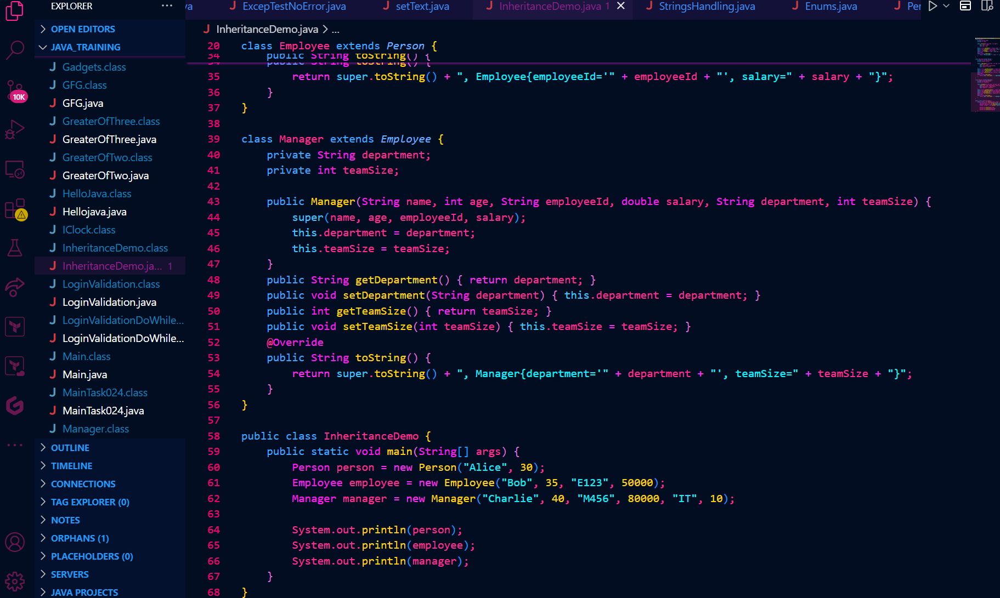 EXPLORER
va
ExcepTestNoError.java
setText.java
InheritanceDemo.java 1
StringsHandling.java
Enums.java
Per
OPEN EDITORS
JAVA_TRAINING
Gadgets.class
GFG.class
GFG.java
GreaterOfThree.class
GreaterOfThree.java
GreaterOfTwo.class
GreaterOfTwo.java
HelloJava.class
Hellojava.java
IClock.class
InheritanceDemo.class
InheritanceDemo.ja... 1
LoginValidation.class
LoginValidation.java
LoginValidationDoWhile...
LoginValidationDoWhile...
Main.class
Main.java
MainTask024.class
MainTask024.java
Manager.class
OUTLINE
TIMELINE
CONNECTIONS
TAG EXPLORER (0)
NOTES
ORPHANS (1)
PLACEHOLDERS (0)
SERVERS
JAVA PROJECTS
10K
InheritanceDemo.java > ...
20 class Employee extends Person {
34 public String toString() {
35 return super.toString() + ", Employee{employeeId='" + employeeId + "', salary=" + salary + "}";
36 }
37 }
38
39 class Manager extends Employee {
40 private String department;
41 private int teamSize;
42
43 public Manager(String name, int age, String employeeId, double salary, String department, int teamSize) {
44 super(name, age, employeeId, salary);
45 this.department = department;
46 this.teamSize = teamSize;
47 }
48 public String getDepartment() { return department; }
49 public void setDepartment(String department) { this.department = department; }
50 public int getTeamSize() { return teamSize; }
51 public void setTeamSize(int teamSize) { this.teamSize = teamSize; }
52 @Override
53 public String toString() {
54 return super.toString() + ", Manager{department='" + department + "', teamSize=" + teamSize + "}";
55 }
56 }
57
58 public class InheritanceDemo {
59 public static void main(String[] args) {
60 Person person = new Person("Alice", 30);
61 Employee employee = new Employee("Bob", 35, "E123", 50000);
62 Manager manager = new Manager("Charlie", 40, "M456", 80000, "IT", 10);
63
64 System.out.println(person);
65 System.out.println(employee);
66 System.out.println(manager);
67 }
68 }